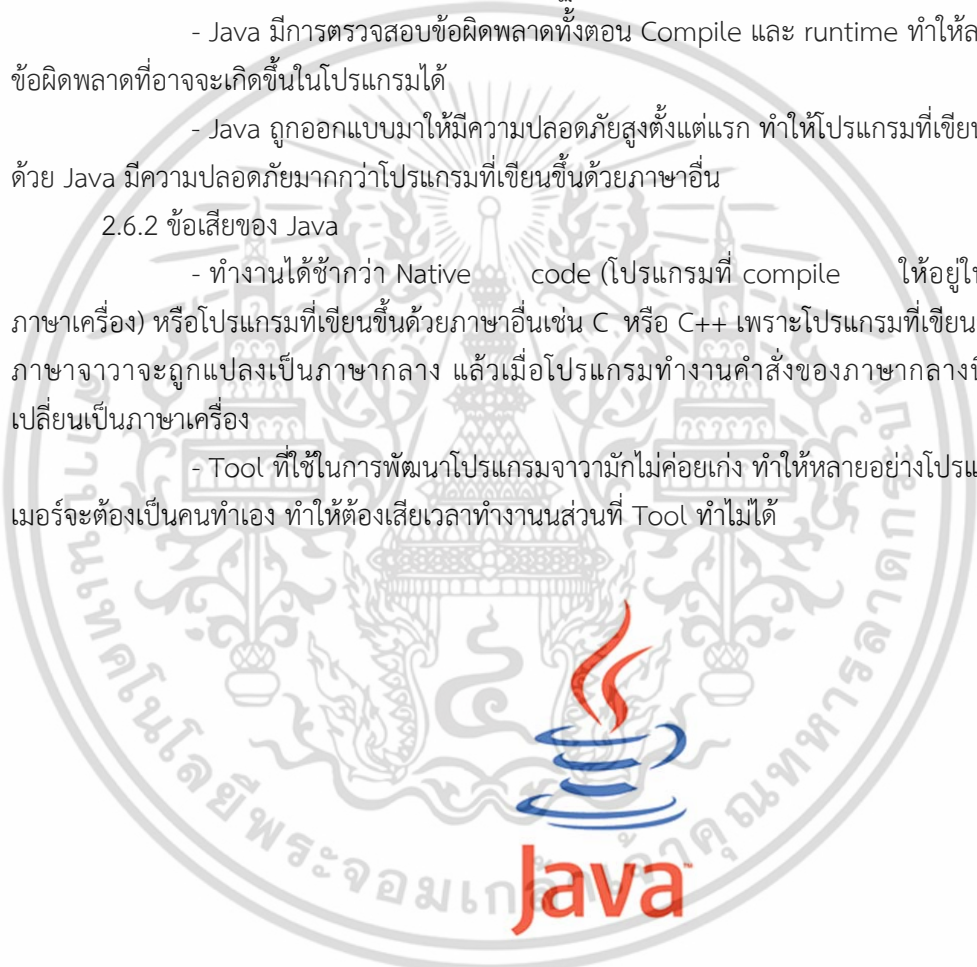 - Java มีการตรวจสอบข้อผิดพลาดทั้งตอน Compile และ runtime ทำให้
ข้อผิดพลาดที่อาจจะเกิดขึ้นในโปรแกรมได้
- Java ถูกออกแบบมาให้มีความปลอดภัยสูงตั้งแต่แรก ทำให้โปรแกรมที่
ด้วย Java มีความปลอดภัยมากกว่าโปรแกรมที่เขียนขึ้นด้วยภาษาอื่น
2.6.2 ข้อเสียของ Java
- ทำงานได้ช้ากว่า Native code (โปรแกรมที่ compile
ภาษาเครื่อง) หรือโปรแกรมที่เขียนขึ้นด้วยภาษาอื่นเช่น C หรือ C++ เพราะโปรแกรมที่เขียน
ภาษาจาวาจะถูกแปลงเป็นภาษากลาง แล้วเมื่อโปรแกรมทำงานคำสั่งของภาษากลาง
เปลี่ยนเป็นภาษาเครื่อง
- Tool ที่ใช้ในการพัฒนาโปรแกรมจาวามักไม่ค่อยเก่ง ทำให้หลายอย่าง
เมอร์จะต้องเป็นคนทำเอง ทำให้ต้องเสียเวลาทำงานนส่วนที่ Tool ทำไม่ได้
Java